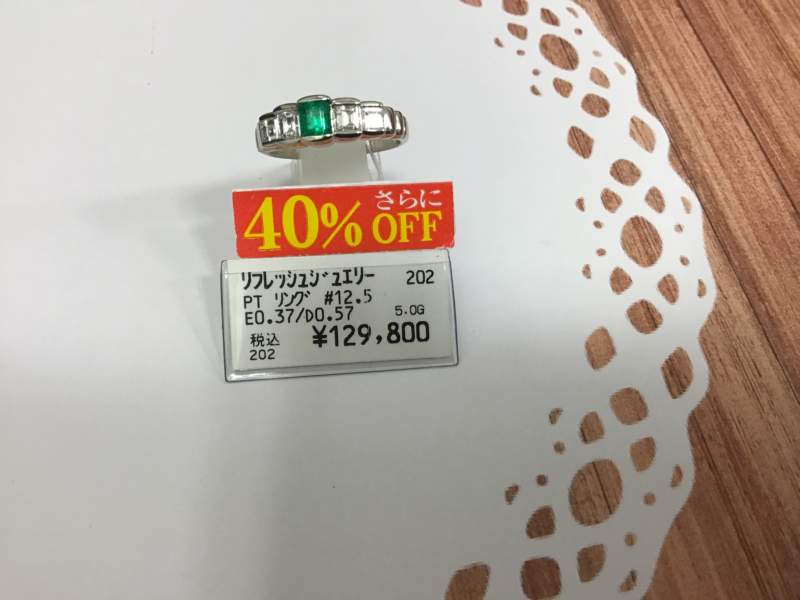 さらに
40% OFF
リフレッシュジュエリー 202
PT リング #12.5
E0.37/D0.57 5.0G
税込 ¥129,800
202